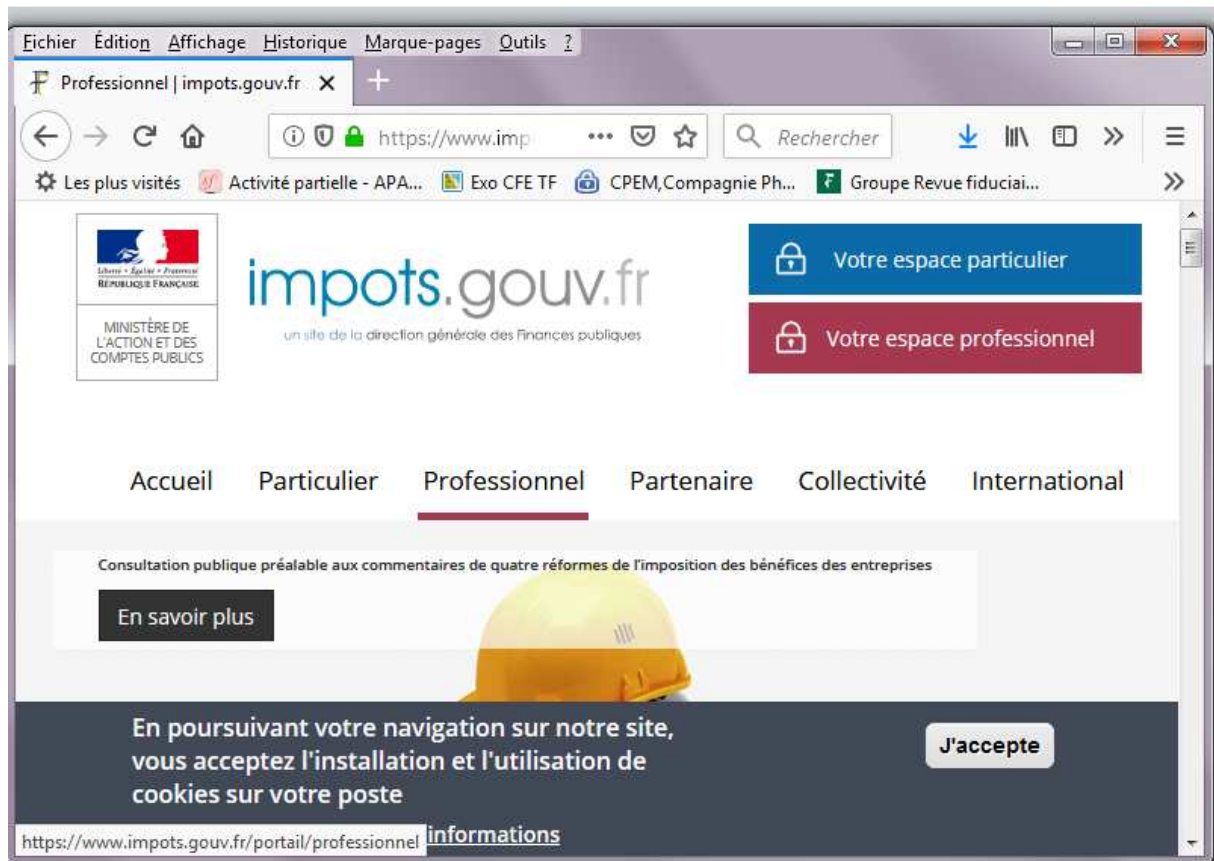 Fichier Édition Affichage Historique Marque-pages Outils ?
Professionnel | impots.gouv.fr
https://www.imp
Rechercher
Les plus visités Activité partielle - APA... Exo CFE TF CPEM,Compagnie Ph... Groupe Revue fiduciai...
Liberté • Égalité • Fraternité
RÉPUBLIQUE FRANÇAISE
MINISTÈRE DE
L'ACTION ET DES
COMPTES PUBLICS
impots.gouv.fr
un site de la direction générale des Finances publiques
Votre espace particulier
Votre espace professionnel
Accueil Particulier Professionnel Partenaire Collectivité International
Consultation publique préalable aux commentaires de quatre réformes de l'imposition des bénéfices des entreprises
En savoir plus
En poursuivant votre navigation sur notre site,
vous acceptez l'installation et l'utilisation de
cookies sur votre poste
J'accepte
informations
https://www.impots.gouv.fr/portail/professionnel